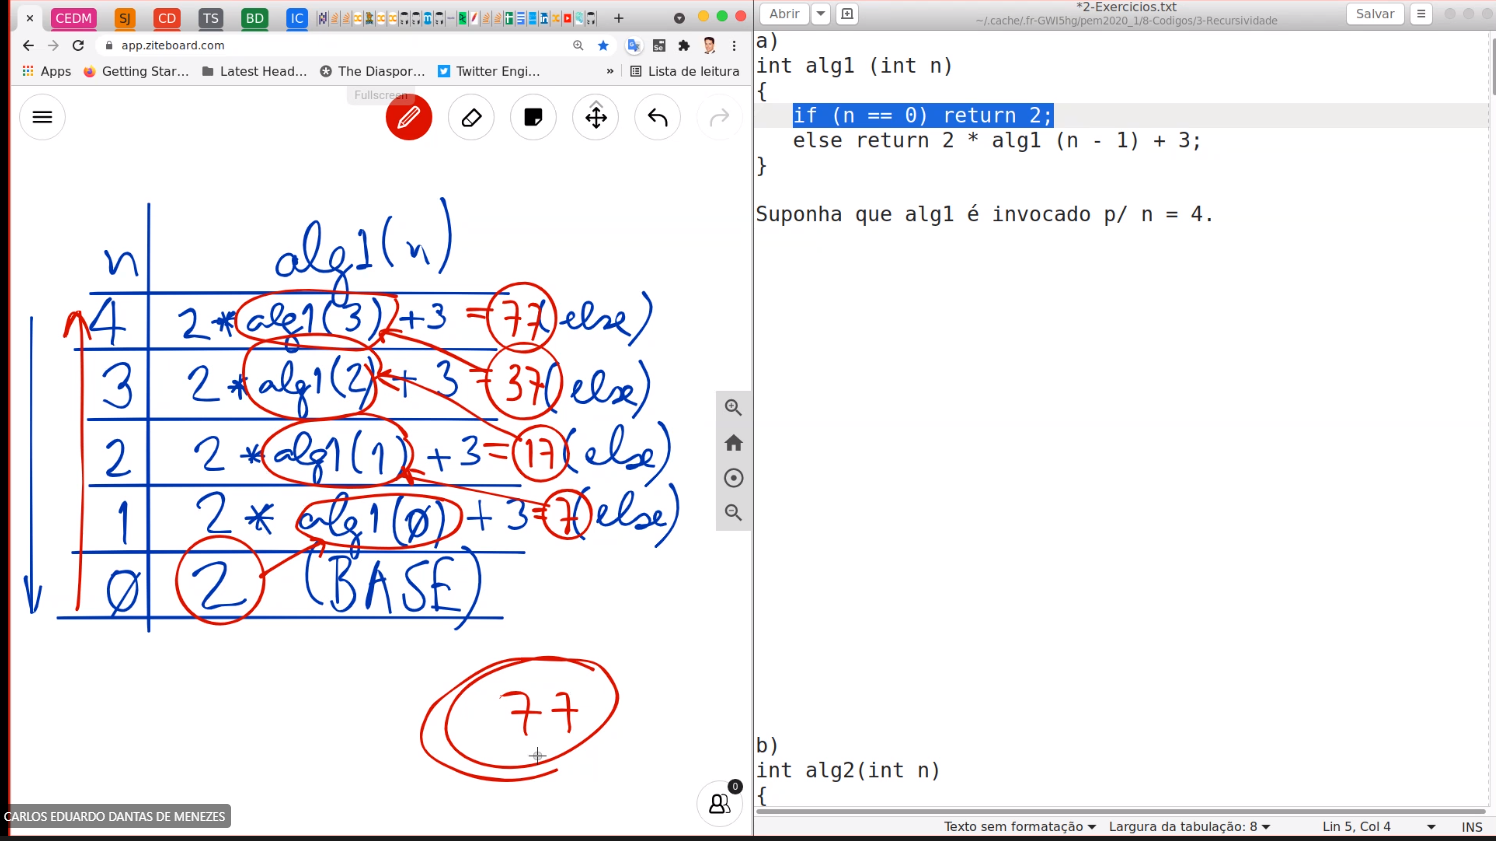 CEDM SJ CD TS BD IC
app.ziteboard.com
Apps Getting Star... Latest Head... The Diaspor... Twitter Engi... » Lista de leitura
Fullscreen
n alg1(n)
4 2*alg1(3)+3 =77(else)
3 2*alg1(2)+3 =37(else)
2 2*alg1(1)+3=17(else)
1 2*alg1(0)+3=7(else)
0 2 (BASE)
77
0
CARLOS EDUARDO DANTAS DE MENEZES
Abrir
*2-Exercicios.txt
~/.cache/.fr-GWI5hg/pem2020_1/8-Codigos/3-Recursividade
Salvar
a)
int alg1 (int n)
{
if (n == 0) return 2;
else return 2 * alg1 (n - 1) + 3;
}
Suponha que alg1 é invocado p/ n = 4.
b)
int alg2(int n)
{
Texto sem formatação Largura da tabulação: 8 Lin 5, Col 4 INS